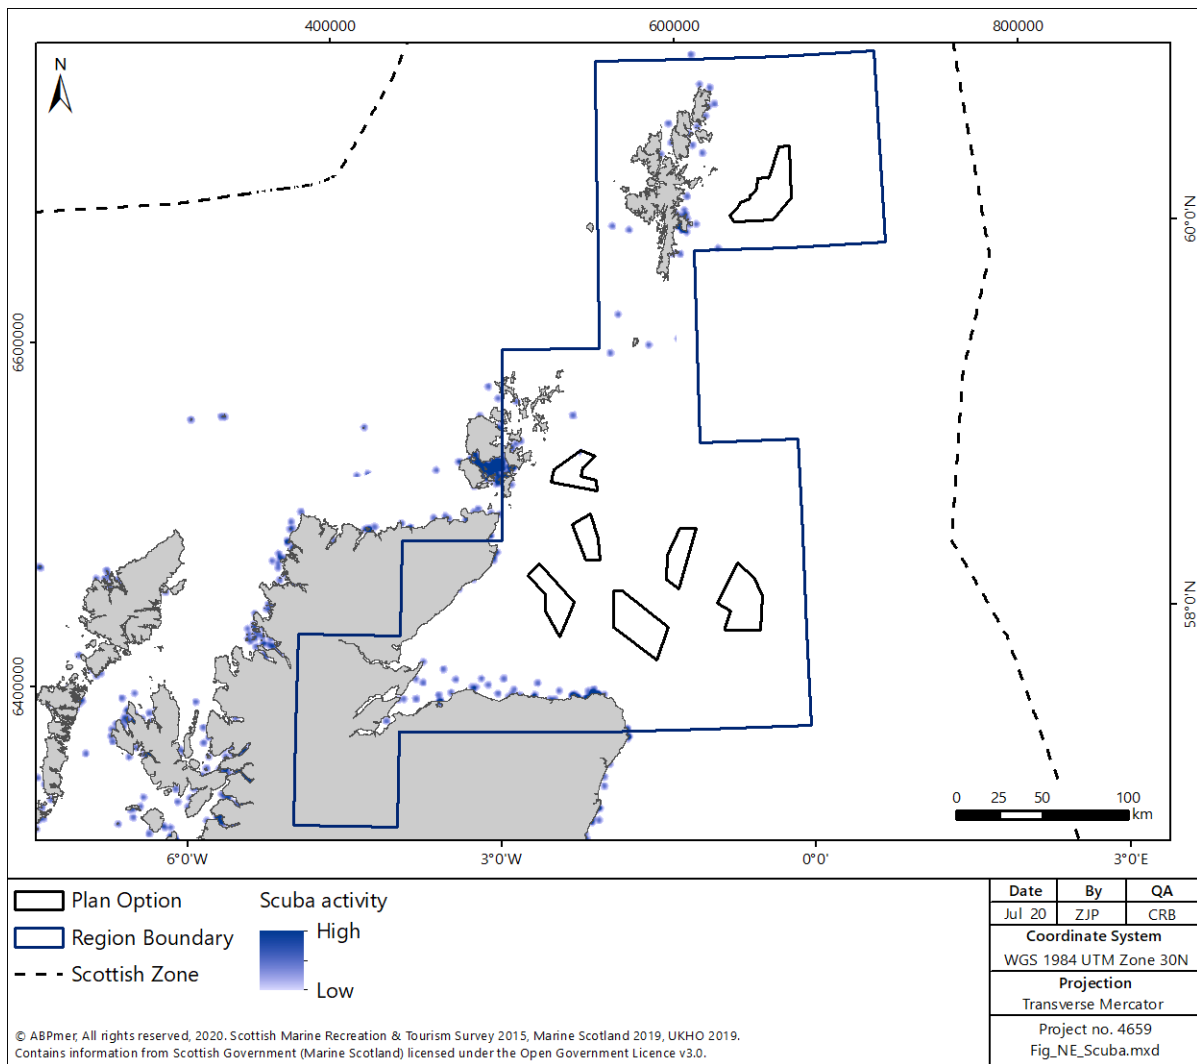 400000
600000
800000
N
60°0'N
6600000
58°0'N
6400000
0
25
50
100
km
6°0'W
3°0'W
0°0'
3°0'E
Plan Option
Region Boundary
Scottish Zone
Scuba activity
High
Low
Date
By
QA
Jul 20
ZJP
CRB
Coordinate System
WGS 1984 UTM Zone 30N
Projection
Transverse Mercator
Project no. 4659
Fig_NE_Scuba.mxd
© ABPmer, All rights reserved, 2020. Scottish Marine Recreation & Tourism Survey 2015, Marine Scotland 2019, UKHO 2019.
Contains information from Scottish Government (Marine Scotland) licensed under the Open Government Licence v3.0.